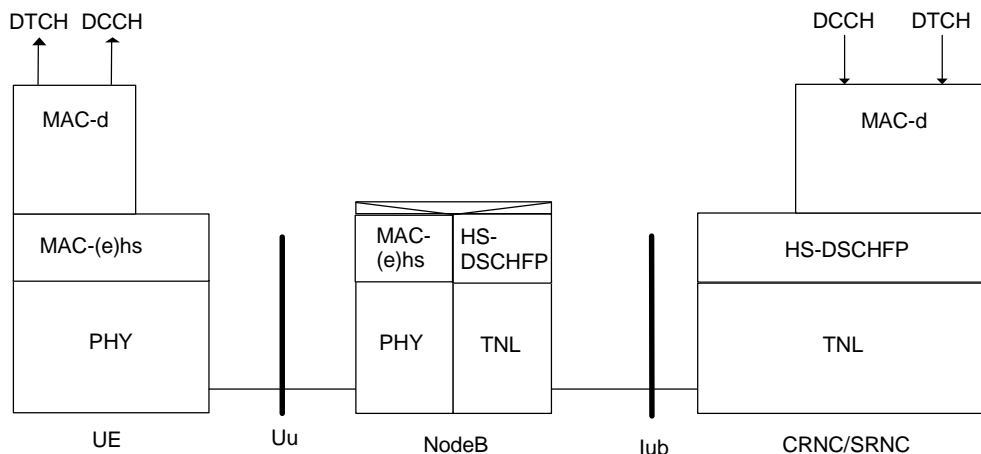 DTCH DCCH
DCCH DTCH
MAC-d
MAC-d
MAC-(e)hs
MAC-
(e)hs
HS-
DSCHFP
HS-DSCHFP
PHY
PHY
TNL
TNL
UE
Uu
NodeB
Iub
CRNC/SRNC